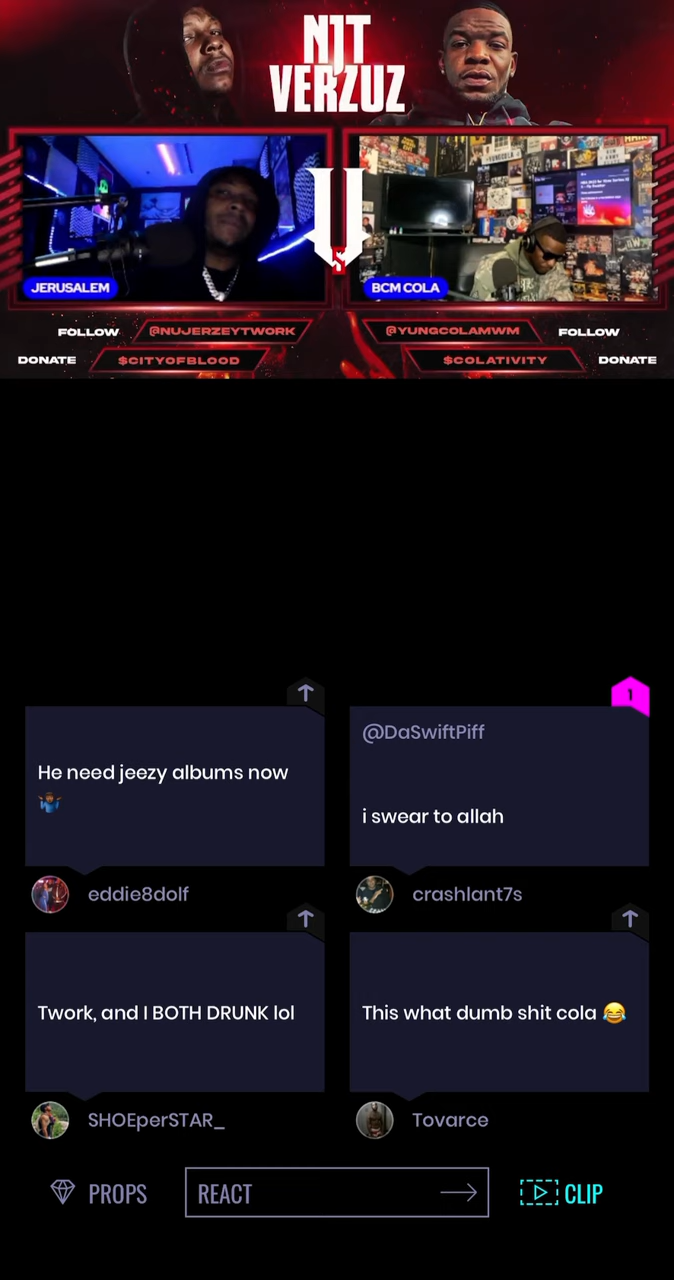 NJT
VERZUZ
JERUSALEM
BCM COLA
FOLLOW @NUJERZEYTWORK
@YUNGCOLAMWM FOLLOW
DONATE $CITYOFBLOOD
$COLATIVITY DONATE
He need jeezy albums now
🤷🏾‍♂️
eddie8dolf
1
@DaSwiftPiff
i swear to allah
crashlant7s
Twork, and I BOTH DRUNK lol
SHOEperSTAR_
This what dumb shit cola 😂
Tovarce
PROPS
REACT
CLIP